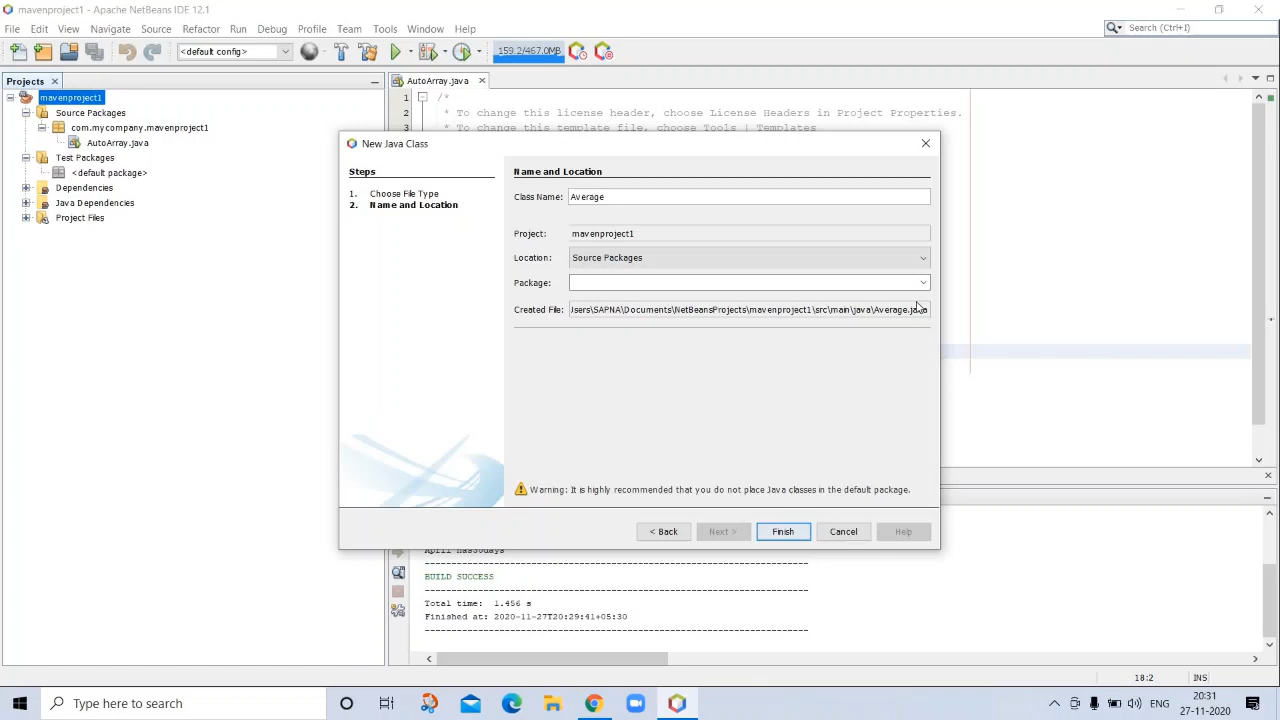 mavenproject1 - Apache NetBeans IDE 12.1
File Edit View Navigate Source Refactor Run Debug Profile Team Tools Window Help
Search (Ctrl+I)
<default config>
159.2/467.0MB
Projects
AutoArray.java
mavenproject1
Source Packages
com.mycompany.mavenproject1
AutoArray.java
Test Packages
<default package>
Dependencies
Java Dependencies
Project Files
1 /*
2 * To change this license header, choose License Headers in Project Properties.
3 * To change this template file, choose Tools | Templates
New Java Class
Steps
1. Choose File Type
2. Name and Location
Name and Location
Class Name: Average
Project: mavenproject1
Location: Source Packages
Package:
Created File: Jsers\SAPNA\Documents\NetBeansProjects\mavenproject1\src\main\java\Average.java
Warning: It is highly recommended that you do not place Java classes in the default package.
< Back Next > Finish Cancel Help
April has30days
------------------------------------------------------------------------
BUILD SUCCESS
------------------------------------------------------------------------
Total time: 1.456 s
Finished at: 2020-11-27T20:29:41+05:30
------------------------------------------------------------------------
18:2 INS
Type here to search
ENG
20:31
27-11-2020